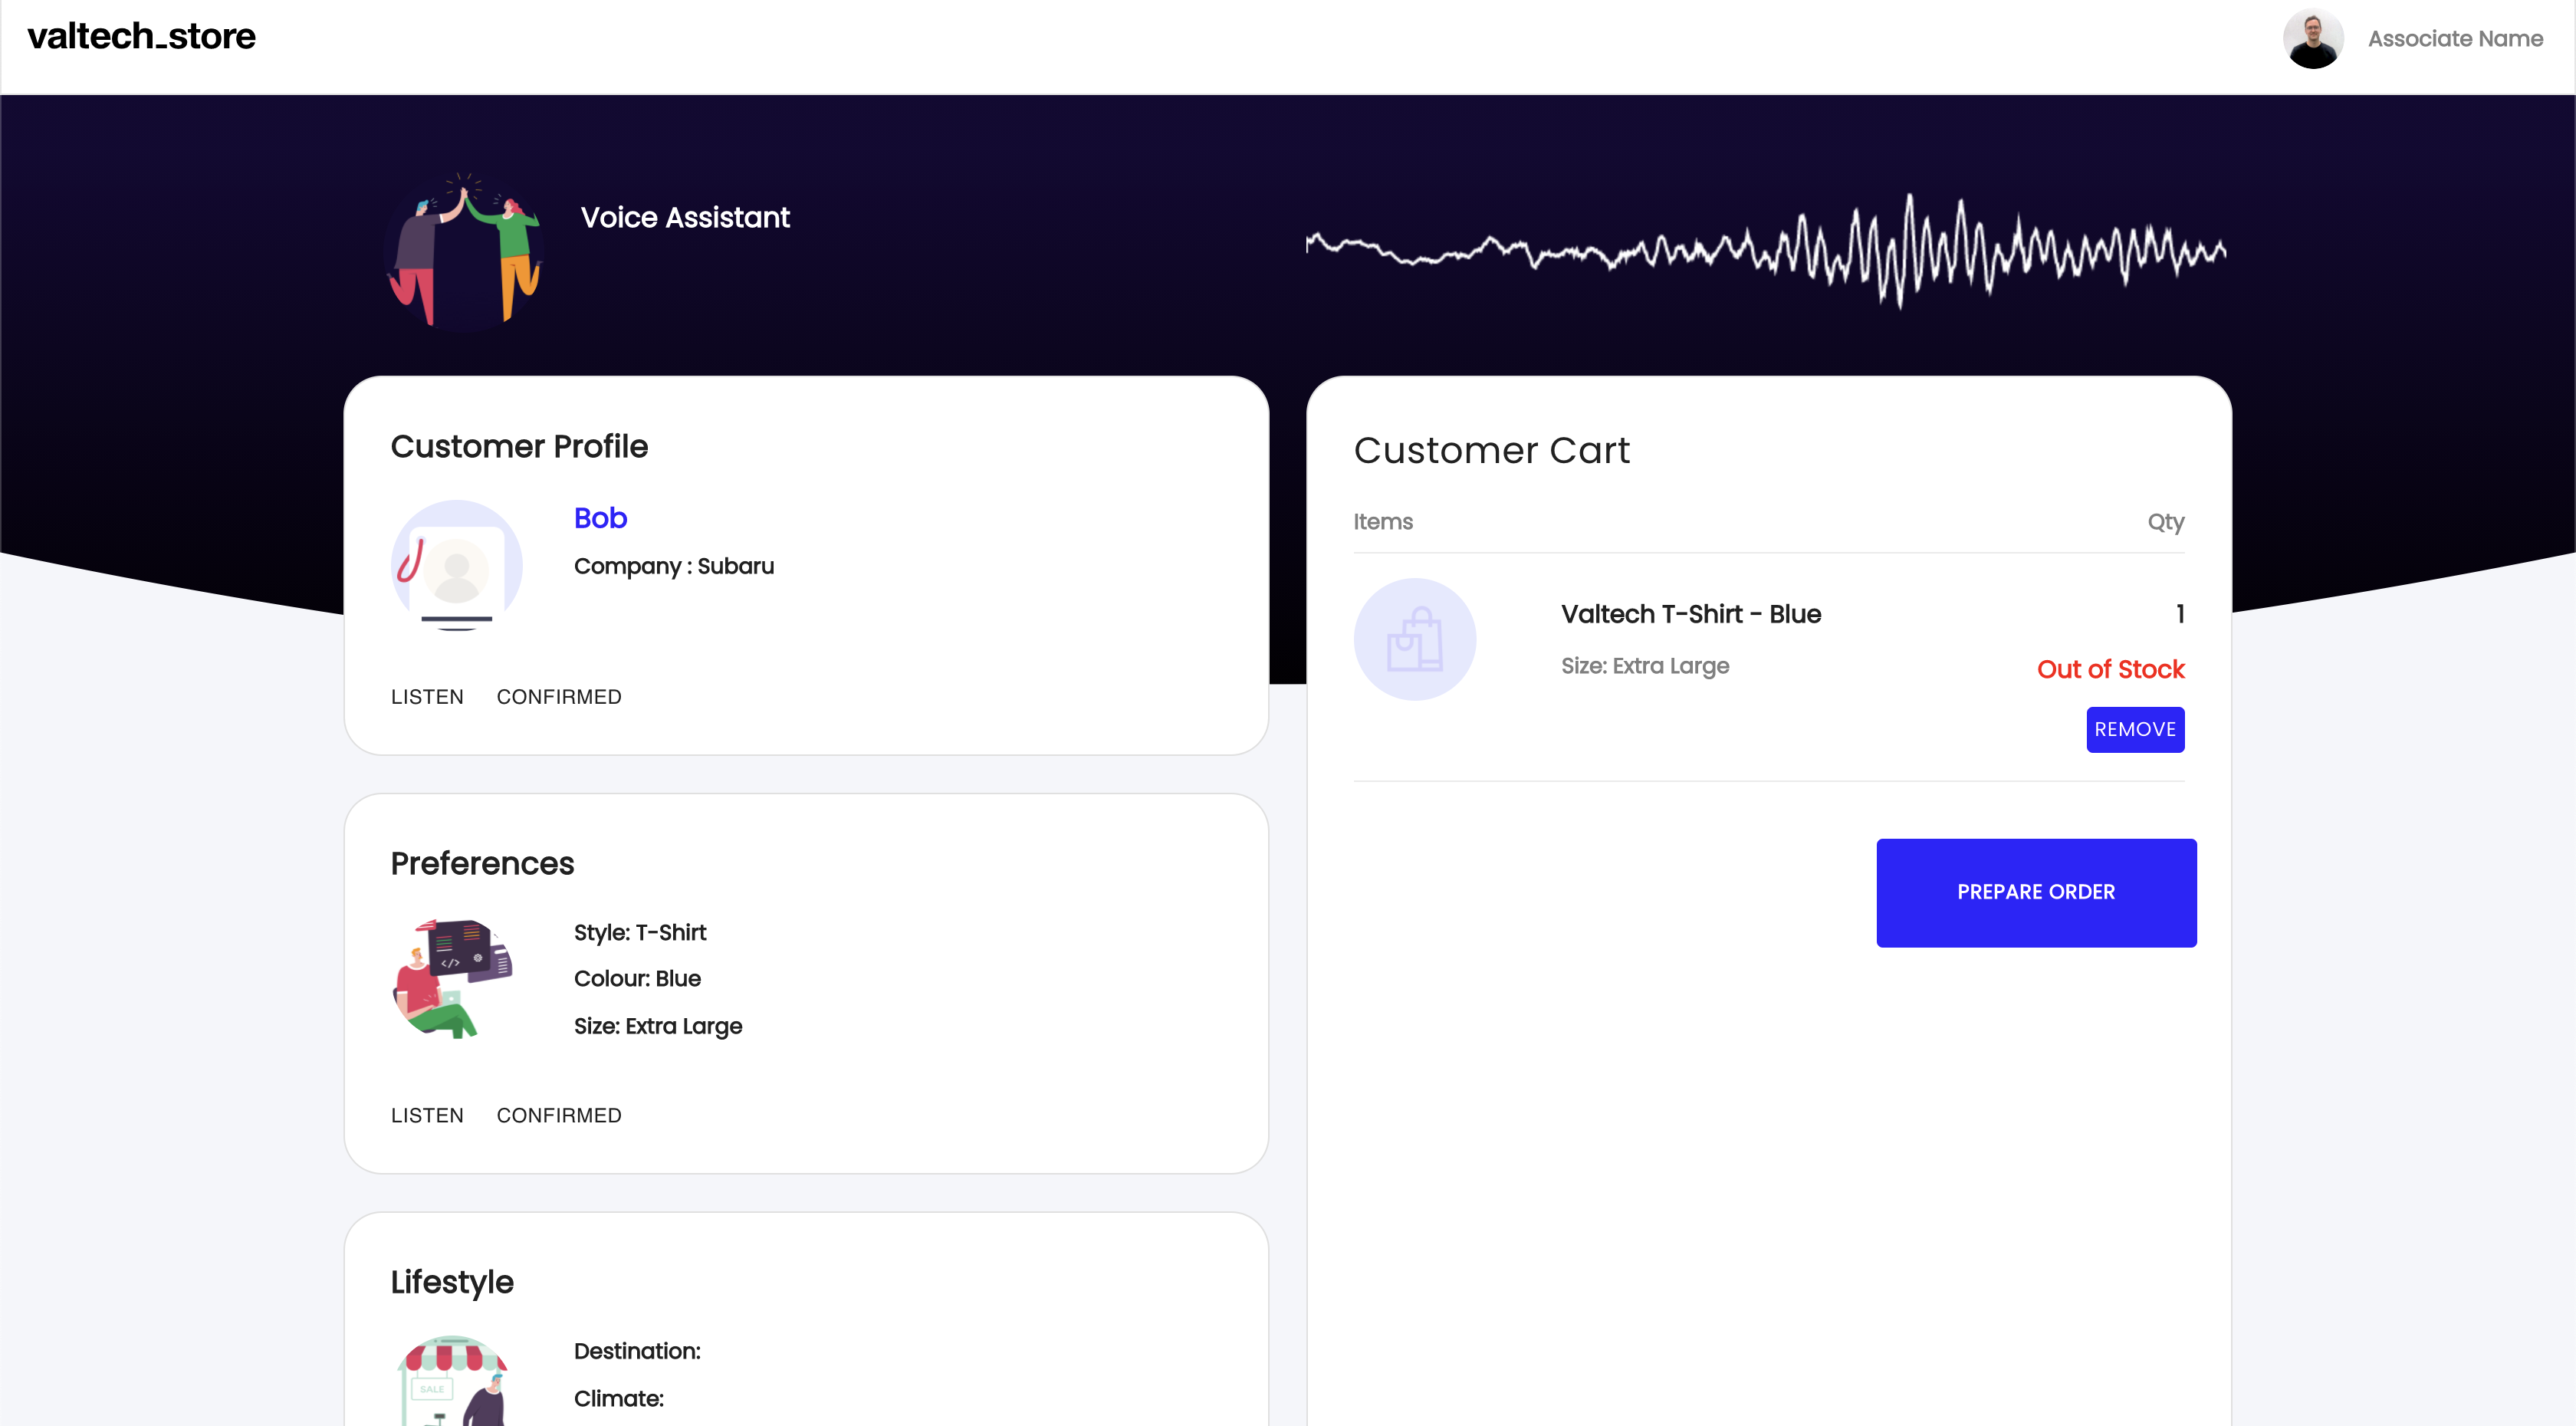 valtech_store
Associate Name
Voice Assistant
Customer Profile
Bob
Company : Subaru
LISTEN CONFIRMED
Preferences
</>
Style: T-Shirt
Colour: Blue
Size: Extra Large
LISTEN CONFIRMED
Lifestyle
SALE
Destination:
Climate:
Customer Cart
Items Qty
Valtech T-Shirt - Blue 1
Size: Extra Large Out of Stock
REMOVE
PREPARE ORDER